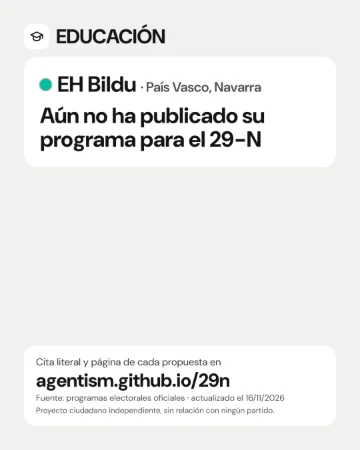 EDUCACIÓN
EH Bildu · País Vasco, Navarra
Aún no ha publicado su
programa para el 29-N
Cita literal y página de cada propuesta en
agentism.github.io/29n
Fuente: programas electorales oficiales · actualizado el 16/11/2026
Proyecto ciudadano independiente, sin relación con ningún partido.